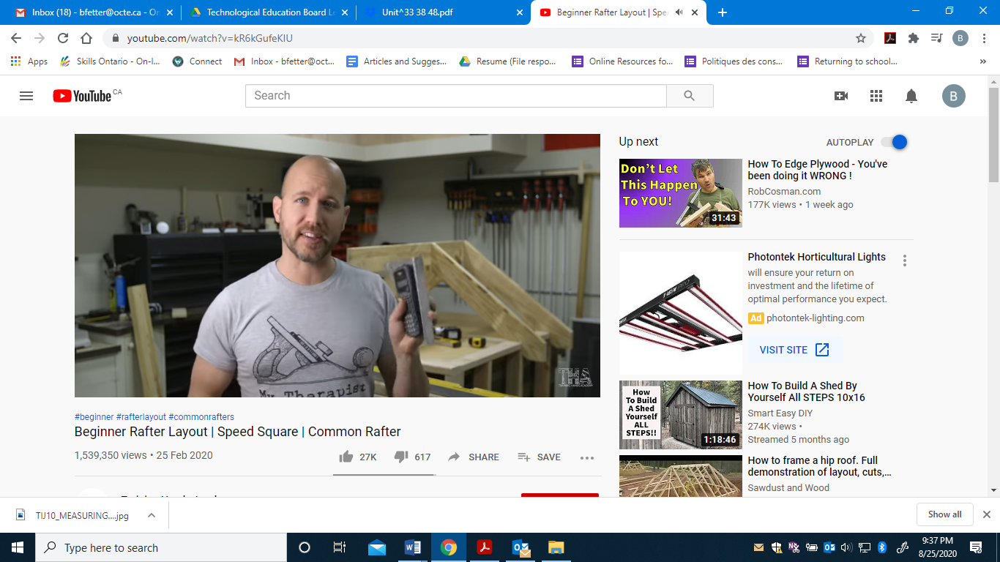 Inbox (18) - bfetter@octe.ca - On
Technological Education Board Le
Unit^33 38 48.pdf
Beginner Rafter Layout | Spe
youtube.com/watch?v=kR6kGufeKIU
B
Apps
Skills Ontario - On-l...
Connect
Inbox - bfetter@oct...
Articles and Sugges...
Resume (File respo...
Online Resources fo...
Politiques des cons...
Returning to school...
YouTube CA
Search
B
Up next
AUTOPLAY
Don't Let
This Happen
To YOU!
31:43
How To Edge Plywood - You've
been doing it WRONG !
RobCosman.com
177K views • 1 week ago
Photontek Horticultural Lights
will ensure your return on
investment and the lifetime of
optimal performance you expect.
Ad photontek-lighting.com
VISIT SITE
How
To Build
A Shed
Yourself
ALL
STEPS!!
1:18:46
How To Build A Shed By
Yourself All STEPS 10x16
Smart Easy DIY
274K views •
Streamed 5 months ago
How to frame a hip roof. Full
demonstration of layout, cuts,...
Sawdust and Wood
My Therapist
THA
#beginner #rafterlayout #commonrafters
Beginner Rafter Layout | Speed Square | Common Rafter
1,539,350 views • 25 Feb 2020
27K
617
SHARE
SAVE
TIJ10_MEASURING....jpg
Show all
Type here to search
9:37 PM
8/25/2020